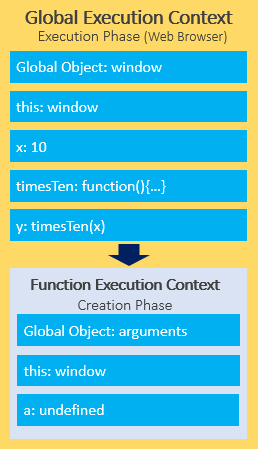 Global Execution Context
Execution Phase (Web Browser)
Global Object: window
this: window
x: 10
timesTen: function(){...}
y: timesTen(x)
Function Execution Context
Creation Phase
Global Object: arguments
this: window
a: undefined